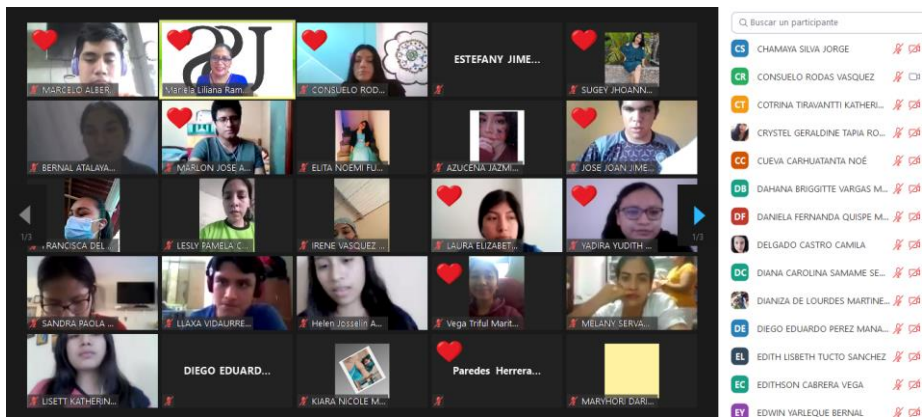 MARCELO ALBER...
Mariela Liliana Ram...
CONSUELO ROD...
ESTEFANY JIME...
SUGEY JHOANN...
BERNAL ATALAYA...
MARLON JOSE A...
ELITA NOEMI FU...
AZUCENA JAZMI...
JOSE JOAN JIME...
1/3
FRANCISCA DEL ...
LESLY PAMELA C...
IRENE VASQUEZ ...
LAURA ELIZABET...
YADIRA YUDITH ...
1/3
SANDRA PAOLA ...
LLAXA VIDAURRE...
Helen Josselin A...
Vega Triful Marit...
MELANY SERVA...
LISETT KATHERIN...
DIEGO EDUARD...
KIARA NICOLE M...
Paredes Herrera...
MARYHORI DARI...
Buscar un participante
CS CHAMAYA SILVA JORGE
CR CONSUELO RODAS VASQUEZ
CT COTRINA TIRAVANTTI KATHERI...
CRYSTEL GERALDINE TAPIA RO...
CC CUEVA CARHUATANTA NOÉ
DB DAHANA BRIGGITTE VARGAS M...
DF DANIELA FERNANDA QUISPE M...
DELGADO CASTRO CAMILA
DC DIANA CAROLINA SAMAME SE...
DIANIZA DE LOURDES MARTINE...
DE DIEGO EDUARDO PEREZ MANA...
EL EDITH LISBETH TUCTO SANCHEZ
EC EDITHSON CABRERA VEGA
EY EDWIN YARLEQUE BERNAL